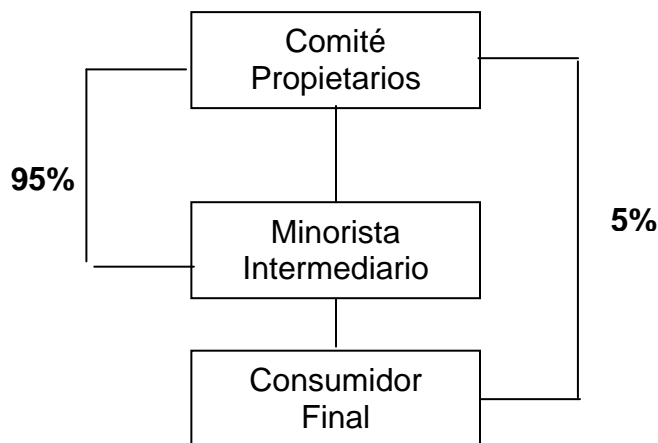 Comité
Propietarios
95%
Minorista
Intermediario
5%
Consumidor
Final